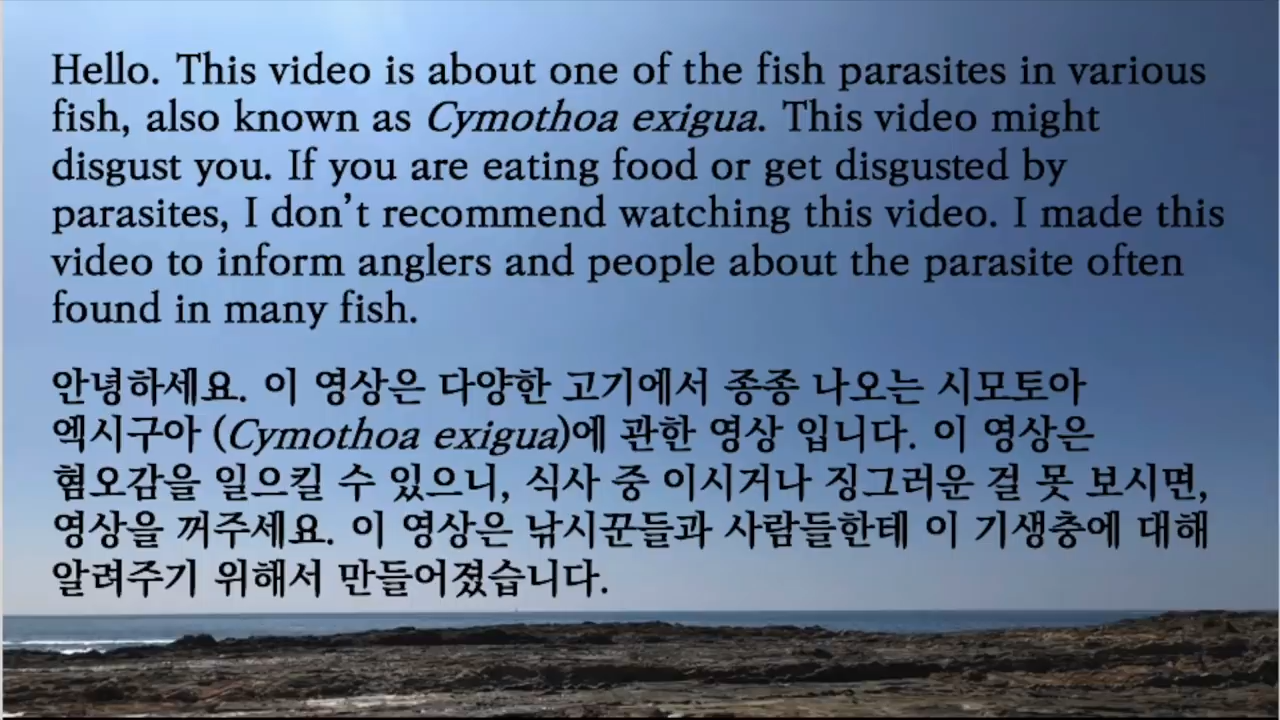 Hello. This video is about one of the fish parasites in various
fish, also known as Cymothoa exigua. This video might
disgust you. If you are eating food or get disgusted by
parasites, I don’t recommend watching this video. I made this
video to inform anglers and people about the parasite often
found in many fish.
안녕하세요. 이 영상은 다양한 고기에서 종종 나오는 시모토아
엑시구아 (Cymothoa exigua)에 관한 영상 입니다. 이 영상은
혐오감을 일으킬 수 있으니, 식사 중 이시거나 징그러운 걸 못 보시면,
영상을 꺼주세요. 이 영상은 낚시꾼들과 사람들한테 이 기생충에 대해
알려주기 위해서 만들어졌습니다.